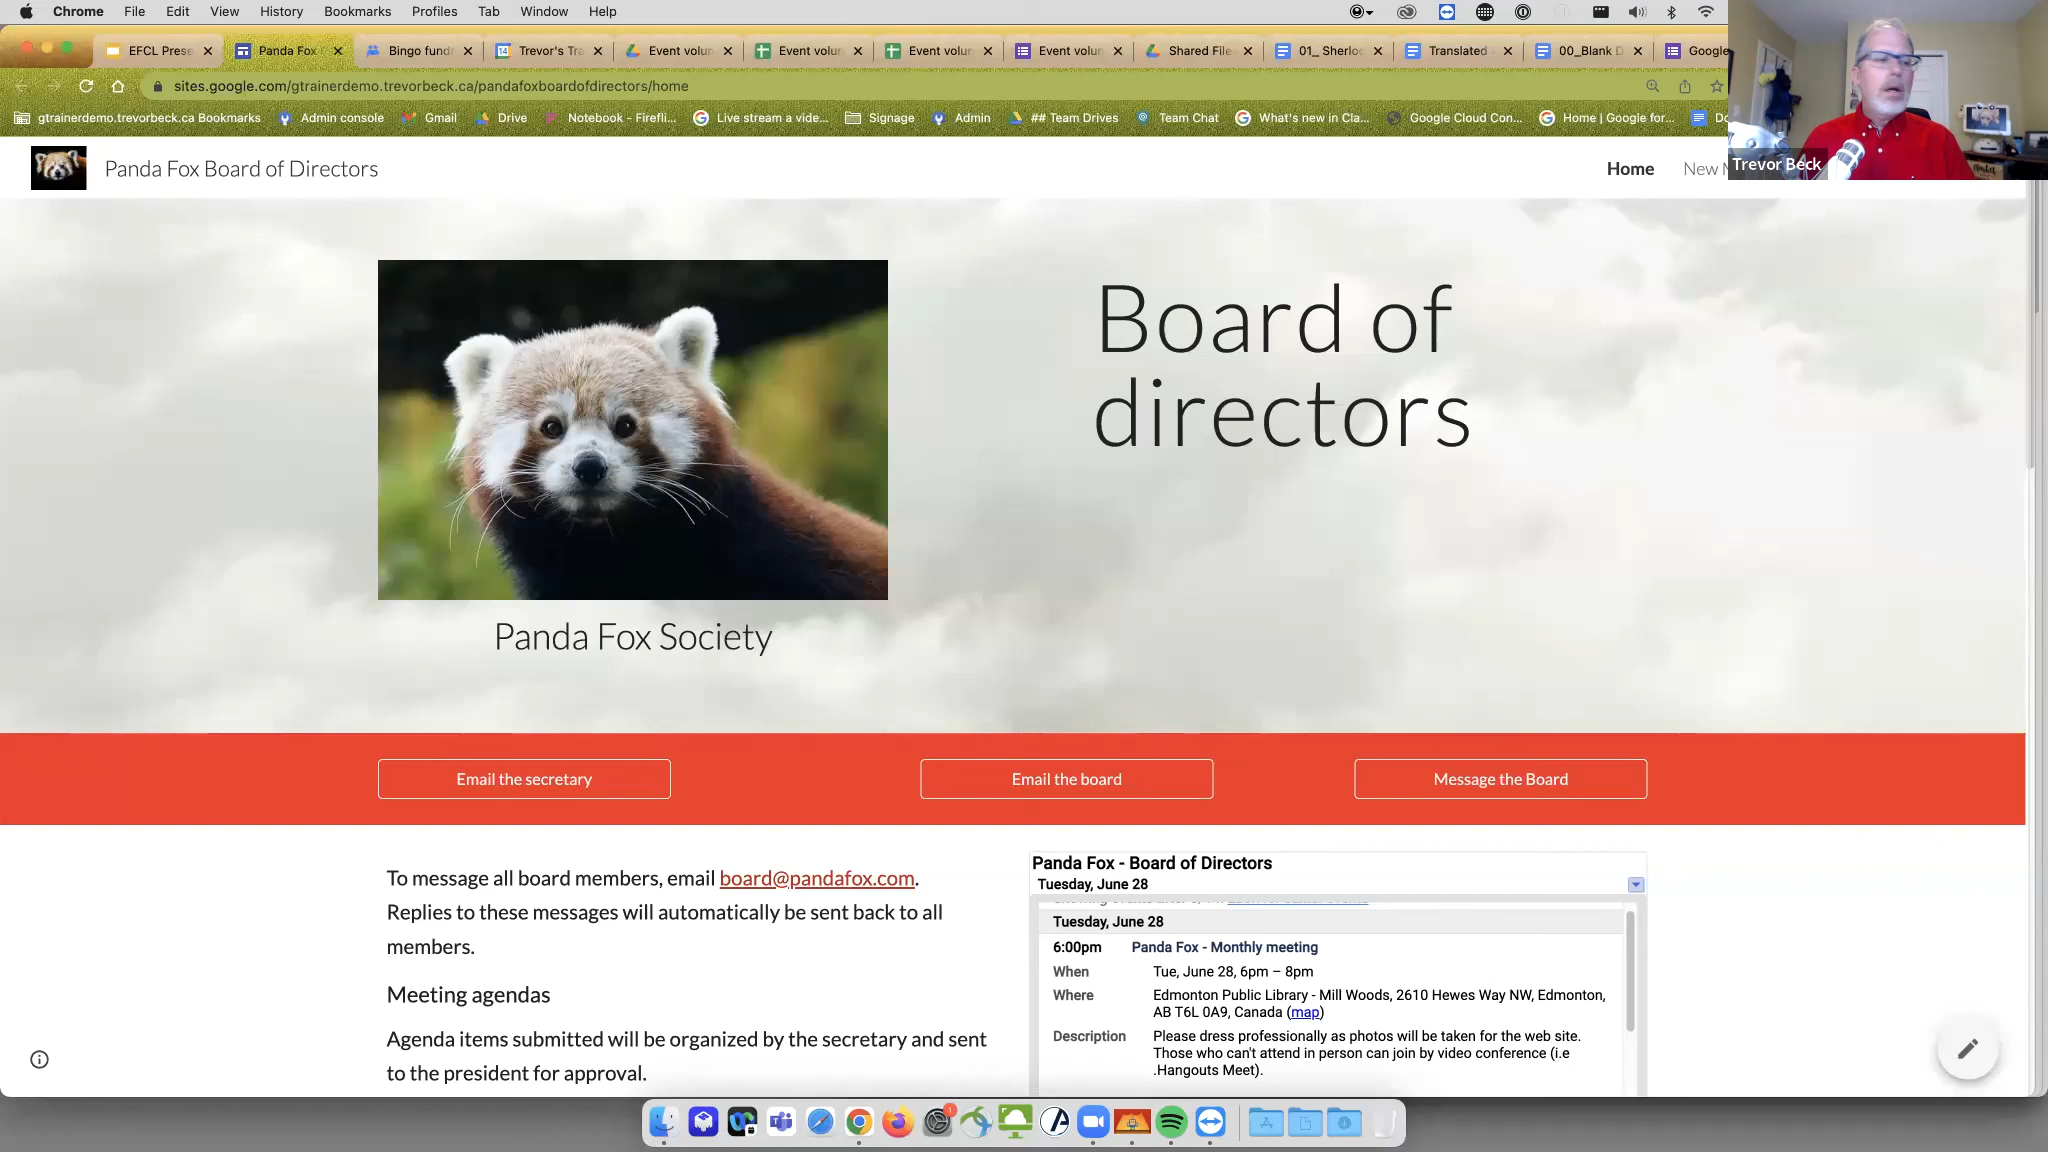 Chrome File Edit View History Bookmarks Profiles Tab Window Help
EFCL Prese Panda Fox Bingo fund Trevor's Tra Event volun Event volun Event volun Event volun Shared File 01_ Sherlo Translated 00_Blank D Google
sites.google.com/gtrainerdemo.trevorbeck.ca/pandafoxboardofdirectors/home
gtrainerdemo.trevorbeck.ca Bookmarks Admin console Gmail Drive Notebook - Firefli... Live stream a vide... Signage Admin ## Team Drives Team Chat What's new in Cla... Google Cloud Con... Home | Google for...
Trevor Beck
Panda Fox Board of Directors
Home New
Board of
directors
Panda Fox Society
Email the secretary Email the board Message the Board
To message all board members, email board@pandafox.com.
Replies to these messages will automatically be sent back to all
members.
Meeting agendas
Agenda items submitted will be organized by the secretary and sent
to the president for approval.
Panda Fox - Board of Directors
Tuesday, June 28
Tuesday, June 28
6:00pm Panda Fox - Monthly meeting
When Tue, June 28, 6pm – 8pm
Where Edmonton Public Library - Mill Woods, 2610 Hewes Way NW, Edmonton,
AB T6L 0A9, Canada (map)
Description Please dress professionally as photos will be taken for the web site.
Those who can't attend in person can join by video conference (i.e
.Hangouts Meet).